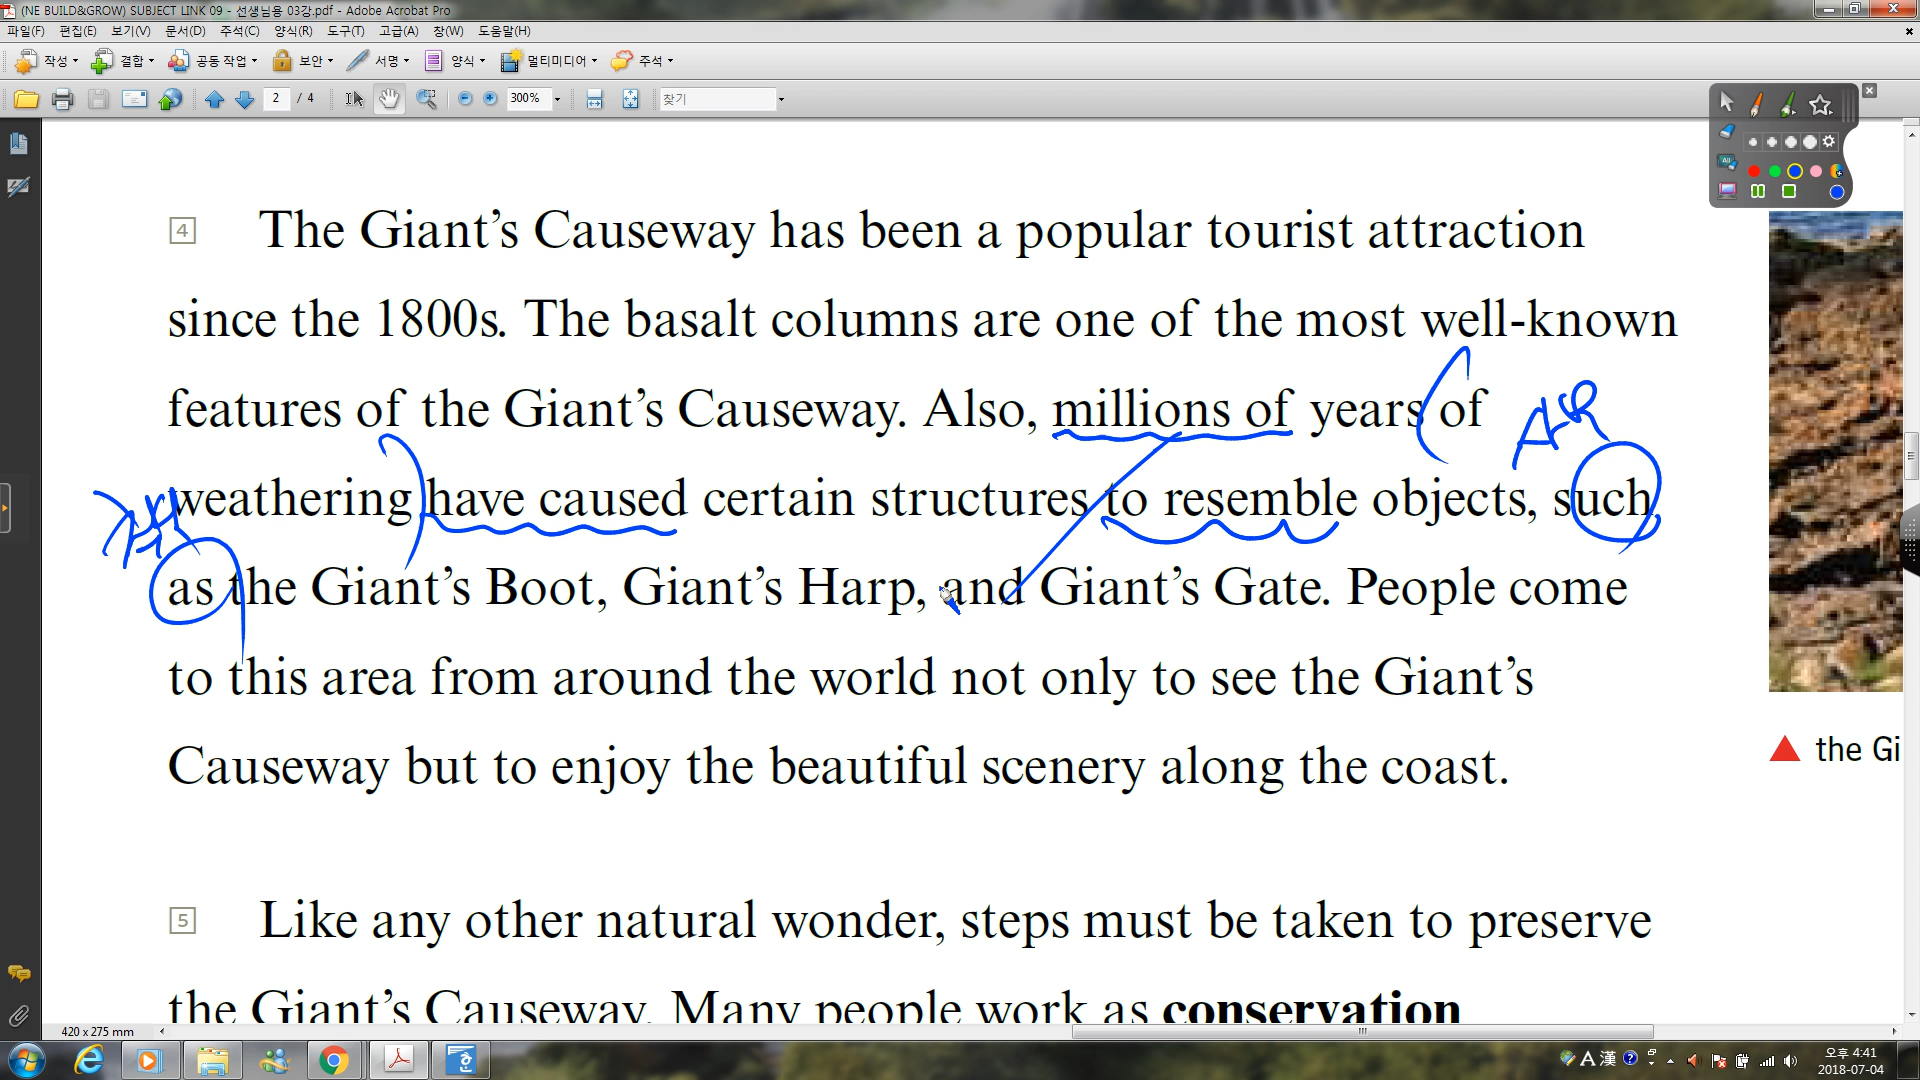 (NE BUILD&GROW) SUBJECT LINK 09 - 선생님용 03강.pdf - Adobe Acrobat Pro
파일(F) 편집(E) 보기(V) 문서(D) 주석(C) 양식(R) 도구(T) 고급(A) 창(W) 도움말(H)
작성 결합 공동 작업 보안 서명 양식 멀티미디어 주석
2 / 4 300% 찾기
4 The Giant’s Causeway has been a popular tourist attraction
since the 1800s. The basalt columns are one of the most well-known
features of the Giant’s Causeway. Also, millions of years of
weathering have caused certain structures to resemble objects, such
as the Giant’s Boot, Giant’s Harp, and Giant’s Gate. People come
to this area from around the world not only to see the Giant’s
Causeway but to enjoy the beautiful scenery along the coast.
the Gi
5 Like any other natural wonder, steps must be taken to preserve
the Giant’s Causeway. Many people work as conservation
420 x 275 mm
A 漢
오후 4:41
2018-07-04